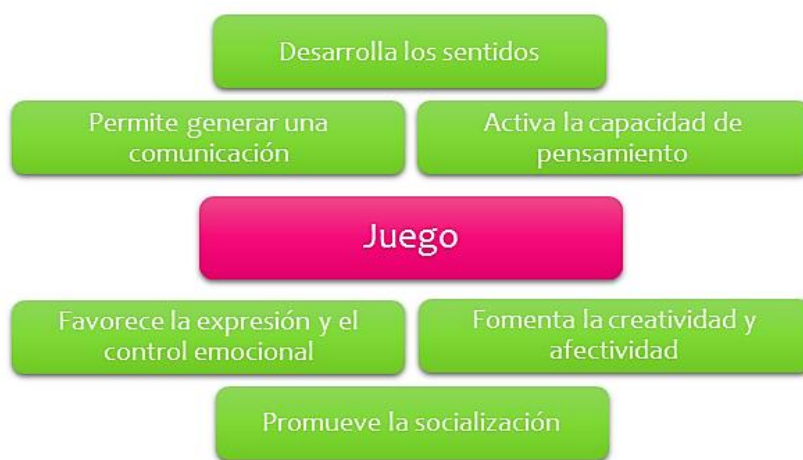 Desarrolla los sentidos
Permite generar una
comunicación
Activa la capacidad de
pensamiento
Juego
Favorece la expresión y el
control emocional
Fomenta la creatividad y
afectividad
Promueve la socialización